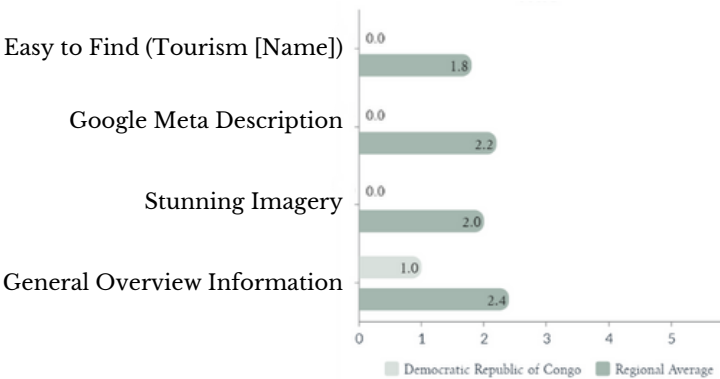 Easy to Find (Tourism [Name])
0.0
1.8
Google Meta Description
0.0
2.2
Stunning Imagery
0.0
2.0
General Overview Information
1.0
2.4
0 1 2 3 4 5
Democratic Republic of Congo Regional Average